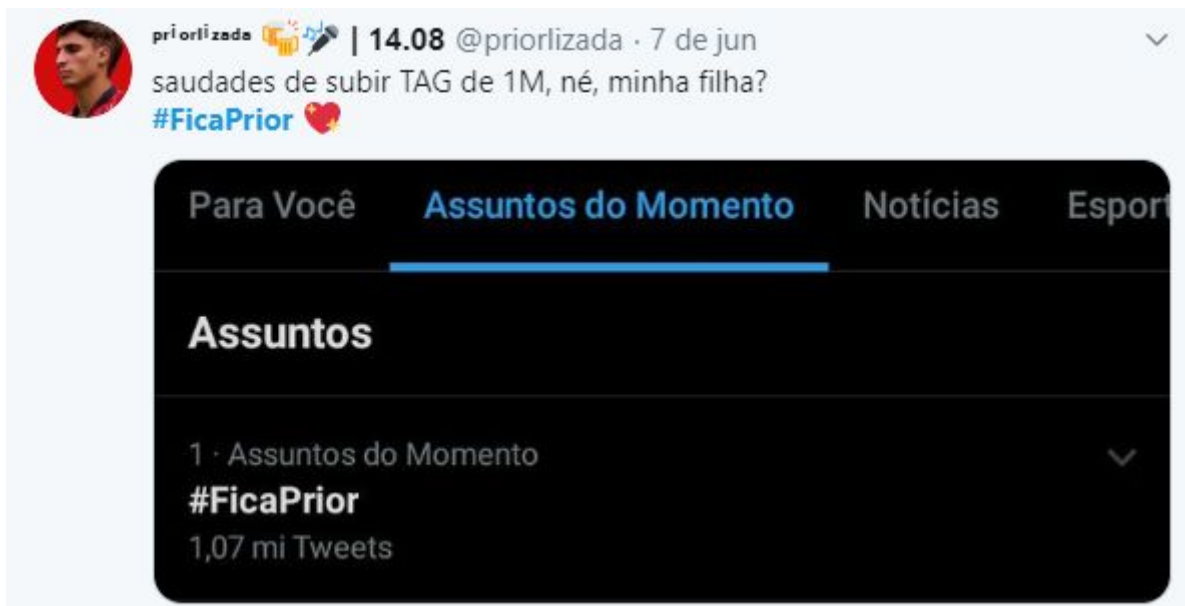 ᵖʳⁱᵒʳˡⁱᶻᵃᵈᵃ 🍻🎤 | 14.08 @priorlizada · 7 de jun
saudades de subir TAG de 1M, né, minha filha?
#FicaPrior 💖
Para Você Assuntos do Momento Notícias Esport
Assuntos
1 · Assuntos do Momento
#FicaPrior
1,07 mi Tweets